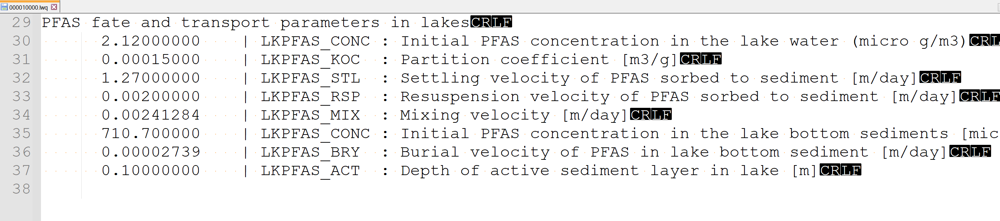 000010000.lwq
29 PFAS fate and transport parameters in lakesCRLF
30 2.12000000 | LKPFAS_CONC : Initial PFAS concentration in the lake water (micro g/m3)CRL
31 0.00015000 | LKPFAS_KOC : Partition coefficient [m3/g]CRLF
32 1.27000000 | LKPFAS_STL : Settling velocity of PFAS sorbed to sediment [m/day]CRLF
33 0.00200000 | LKPFAS_RSP : Resuspension velocity of PFAS sorbed to sediment [m/day]CRLF
34 0.00241284 | LKPFAS_MIX : Mixing velocity [m/day]CRLF
35 710.700000 | LKPFAS_CONC : Initial PFAS concentration in the lake bottom sediments [mic
36 0.00002739 | LKPFAS_BRY : Burial velocity of PFAS in lake bottom sediment [m/day]CRLF
37 0.10000000 | LKPFAS_ACT : Depth of active sediment layer in lake [m]CRLF
38